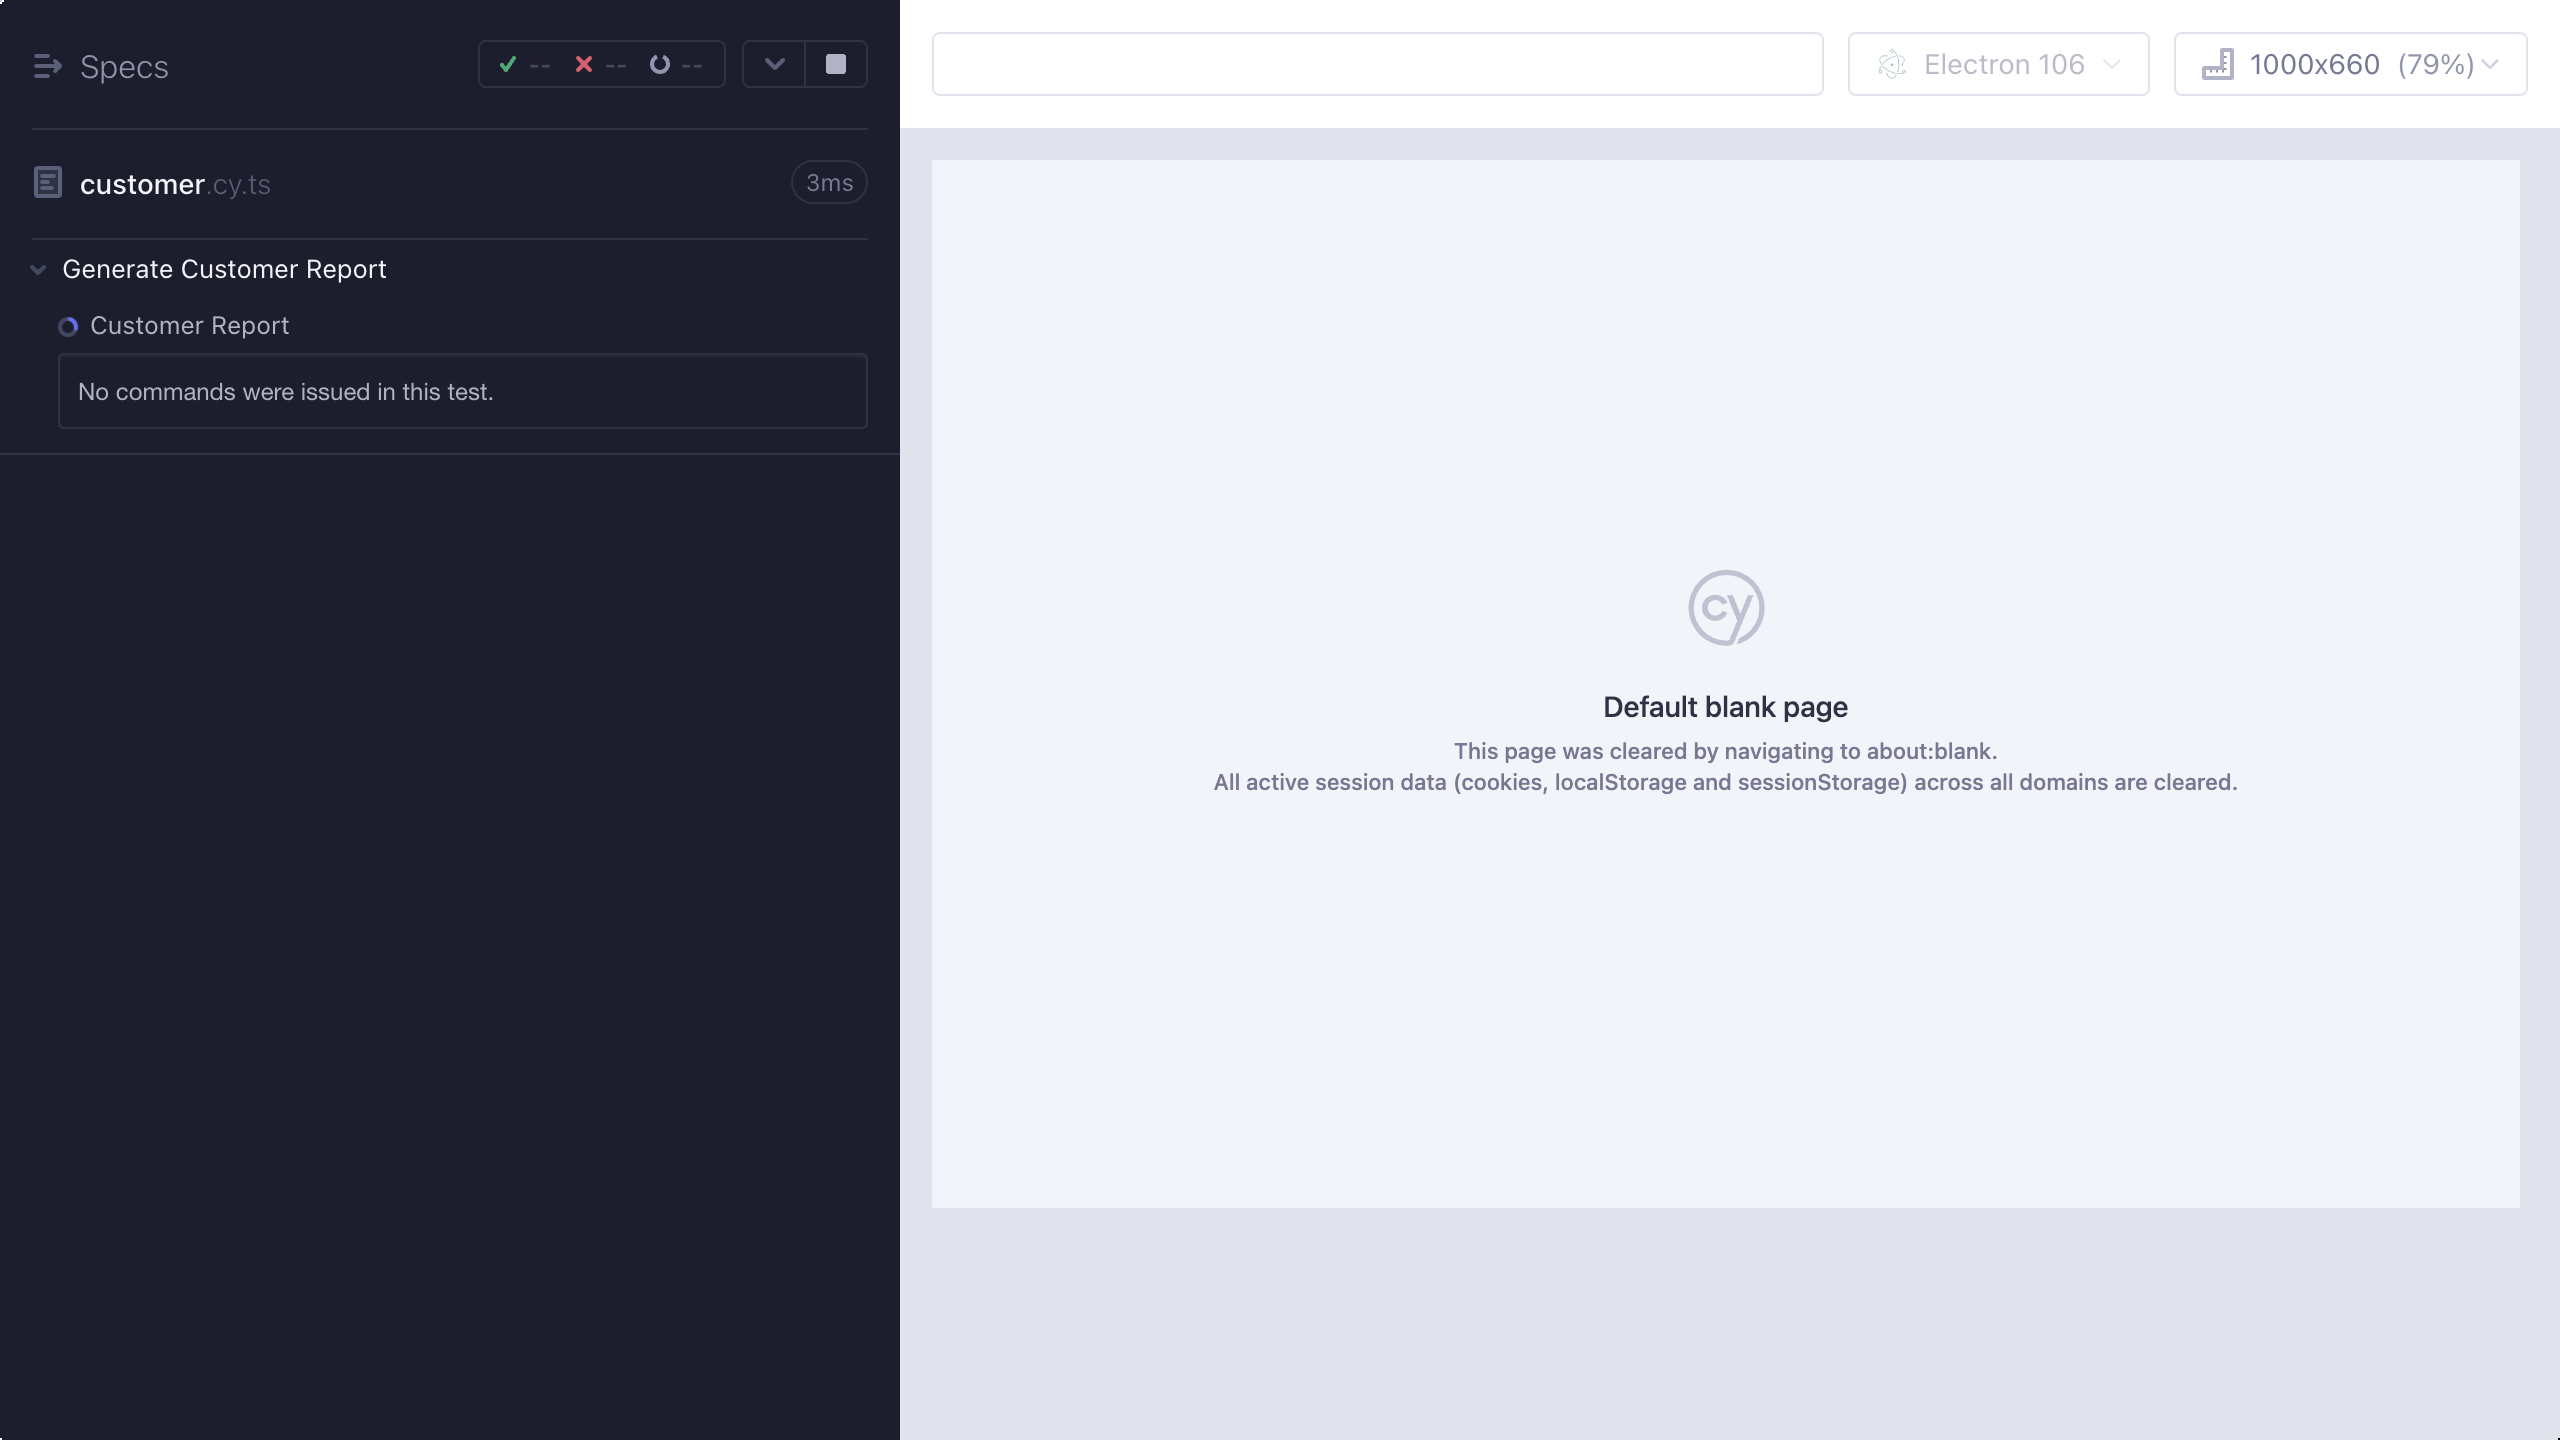 Specs
-- -- --
customer.cy.ts
3ms
Generate Customer Report
Customer Report
No commands were issued in this test.
Electron 106
1000x660 (79%)
cy
Default blank page
This page was cleared by navigating to about:blank.
All active session data (cookies, localStorage and sessionStorage) across all domains are cleared.